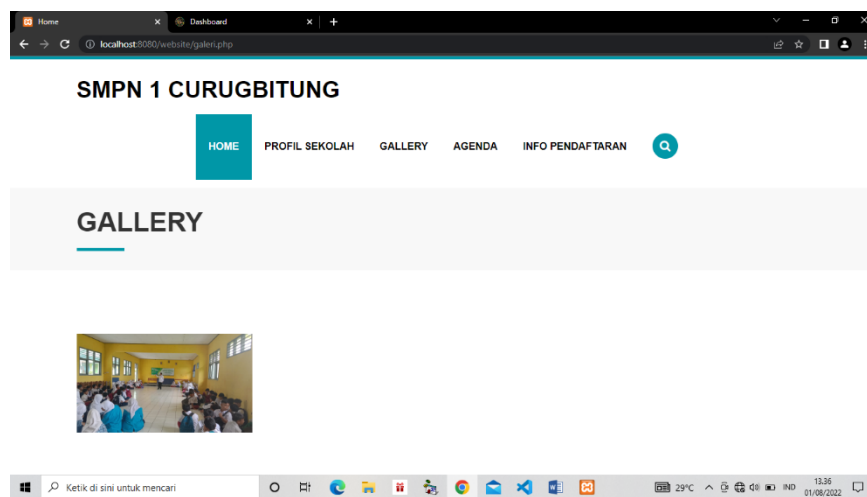 Home
Dashboard
localhost:8080/website/galeri.php
SMPN 1 CURUGBITUNG
HOME PROFIL SEKOLAH GALLERY AGENDA INFO PENDAFTARAN
GALLERY
Ketik di sini untuk mencari
29°C
IND
13.36
01/08/2022